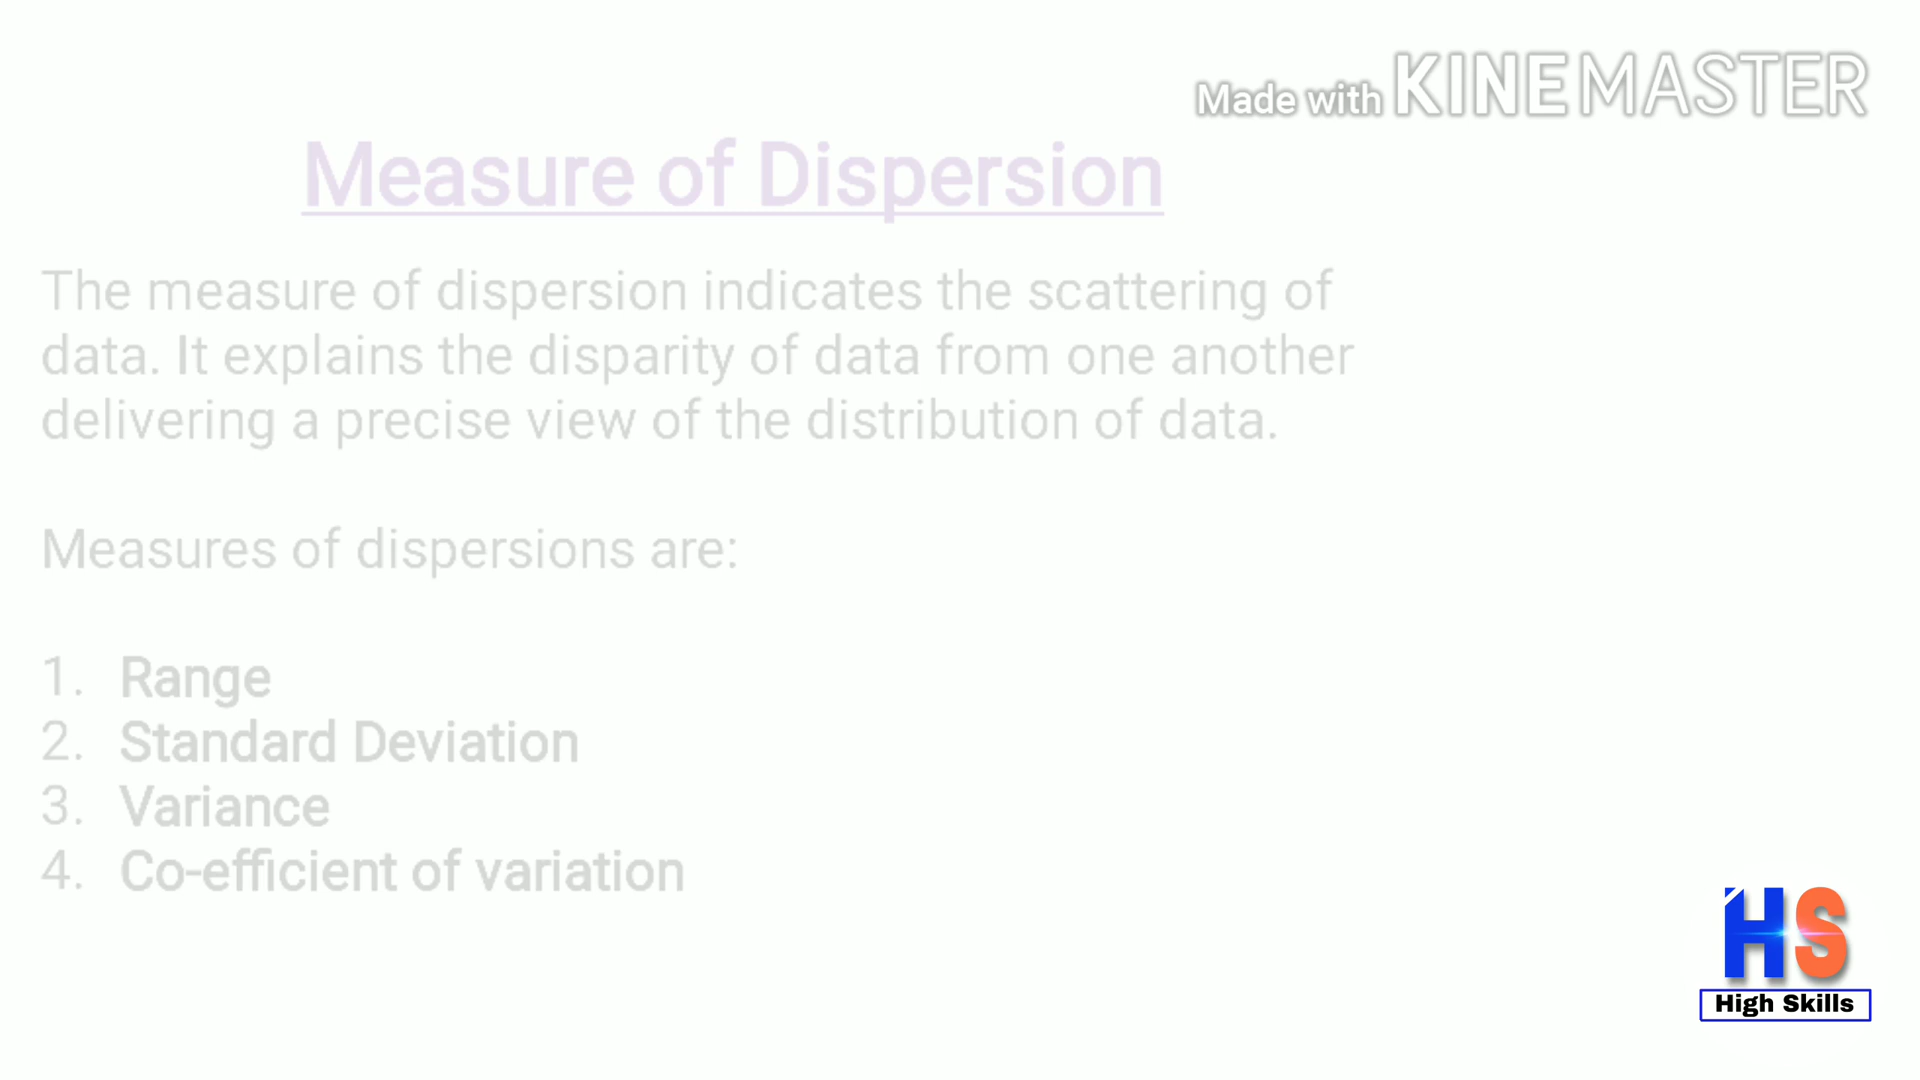 Made with KINEMASTER
Measure of Dispersion
The measure of dispersion indicates the scattering of
data. It explains the disparity of data from one another
delivering a precise view of the distribution of data.
Measures of dispersions are:
1. Range
2. Standard Deviation
3. Variance
4. Co-efficient of variation
HS
High Skills